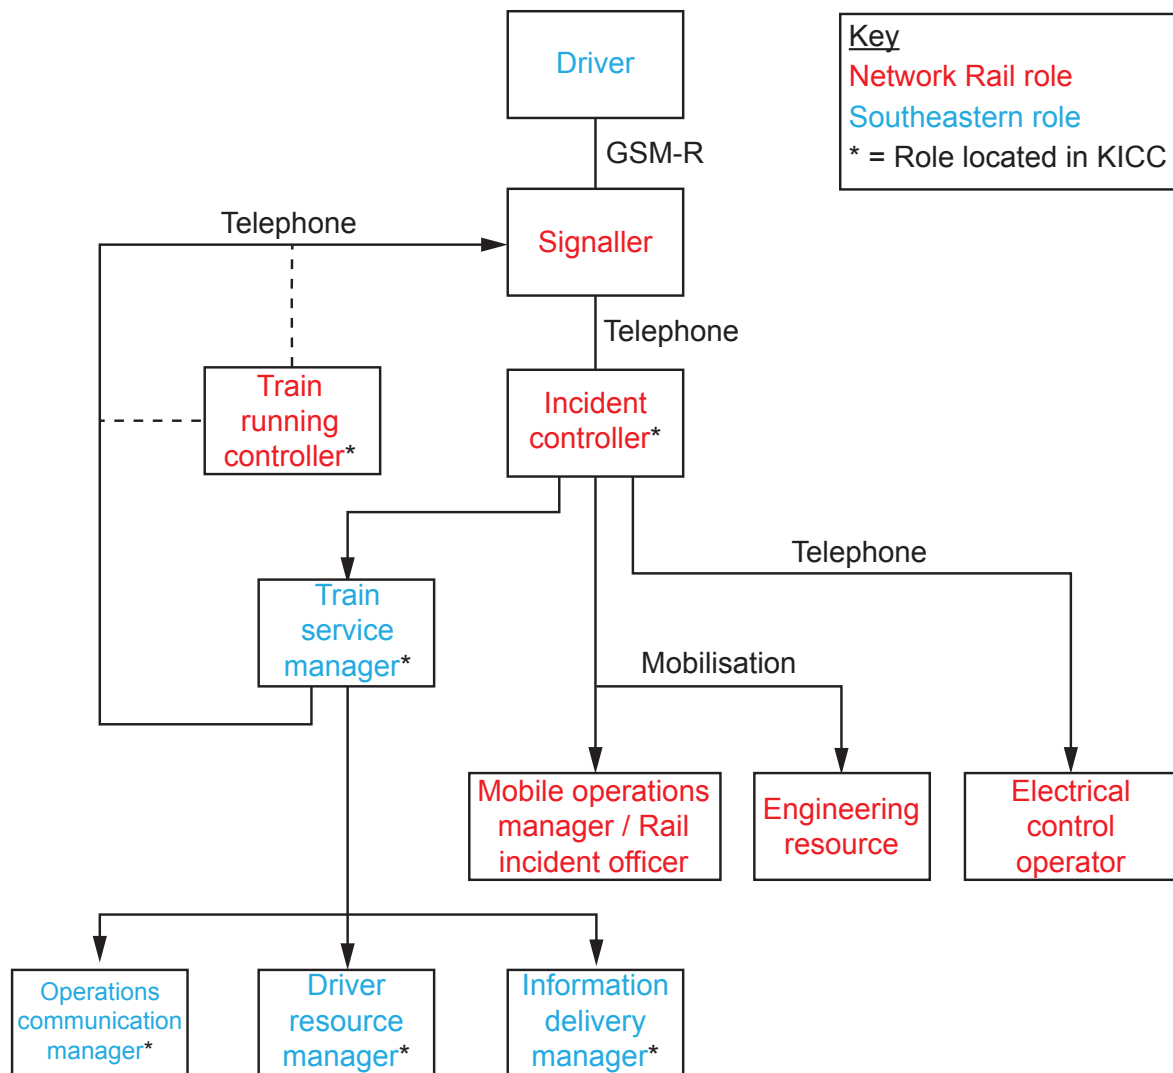 Driver
Key
Network Rail role
Southeastern role
* = Role located in KICC
GSM-R
Telephone
Signaller
Telephone
Train
running
controller*
Incident
controller*
Telephone
Train
service
manager*
Mobilisation
Mobile operations
manager / Rail
incident officer
Engineering
resource
Electrical
control
operator
Operations
communication
manager*
Driver
resource
manager*
Information
delivery
manager*